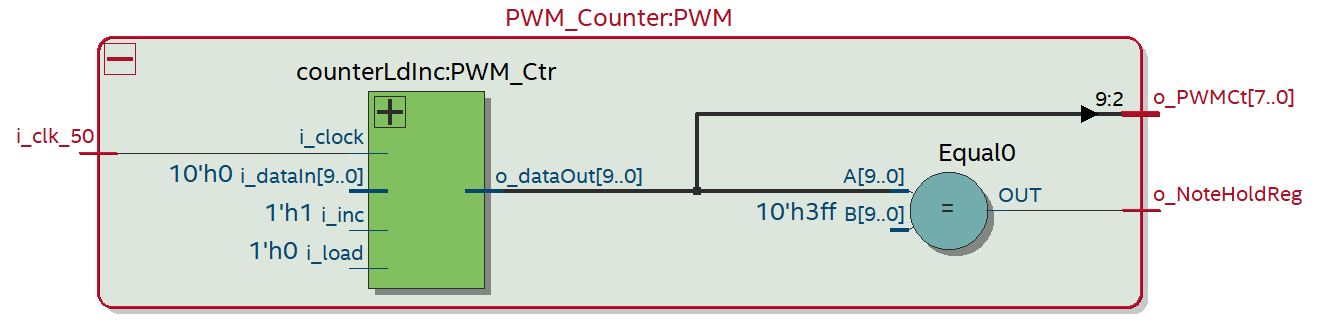 PWM_Counter:PWM
counterLdInc:PWM_Ctr
9:2
o_PWMCt[7..0]
i_clk_50
i_clock
Equal0
10'h0 i_dataIn[9..0]
o_dataOut[9..0]
A[9..0]
=
OUT
o_NoteHoldReg
1'h1 i_inc
10'h3ff B[9..0]
1'h0 i_load